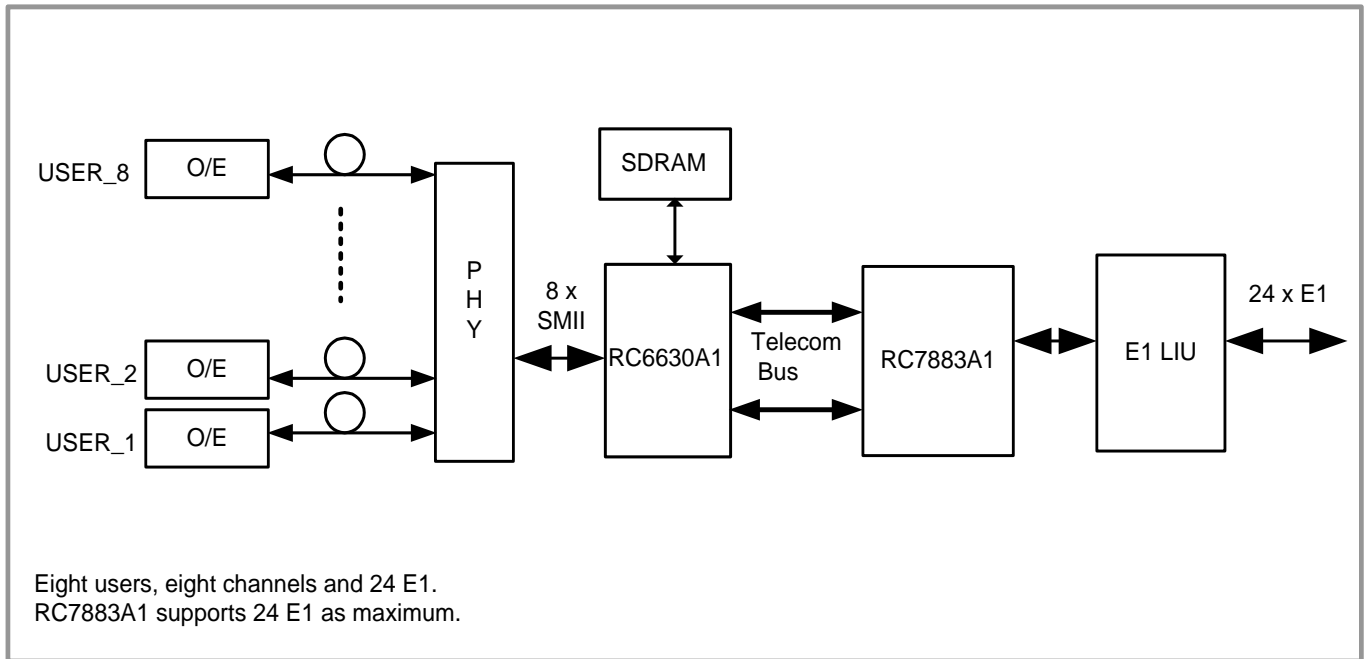 USER_8
O/E
SDRAM
P
H
Y
8 x
SMII
RC6630A1
Telecom
Bus
RC7883A1
E1 LIU
24 x E1
USER_2
O/E
USER_1
O/E
Eight users, eight channels and 24 E1.
RC7883A1 supports 24 E1 as maximum.